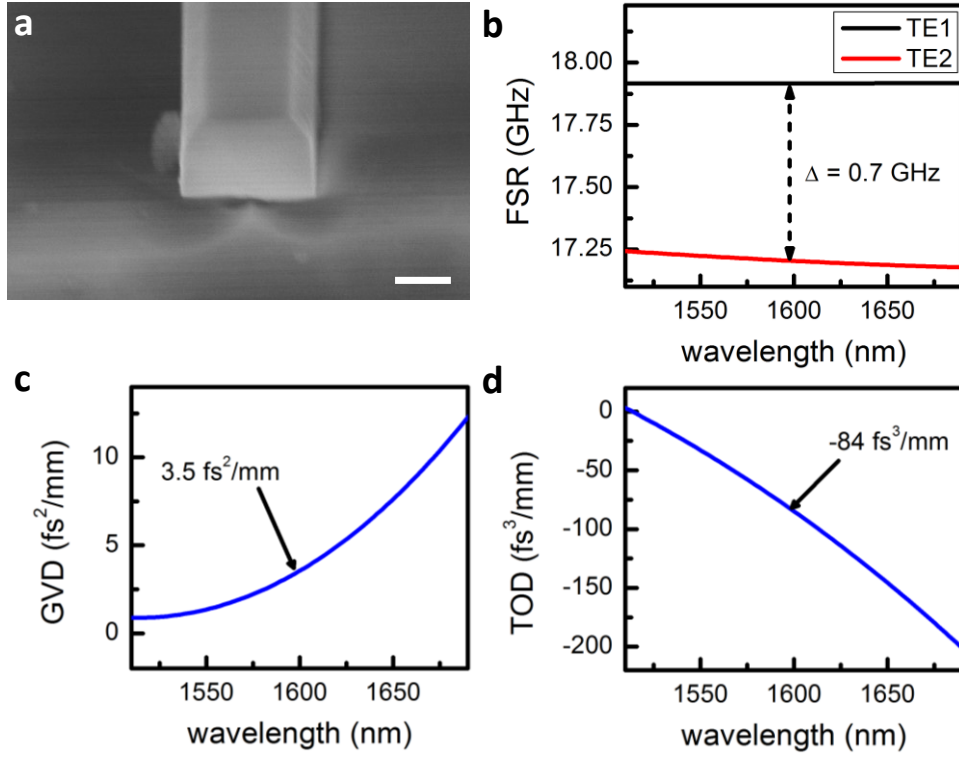 a
b
TE1
TE2
18.00
17.75
17.50
17.25
FSR (GHz)
Δ = 0.7 GHz
1550
1600
1650
wavelength (nm)
c
10
5
0
GVD (fs²/mm)
3.5 fs²/mm
1550
1600
1650
wavelength (nm)
d
0
-50
-100
-150
-200
TOD (fs³/mm)
-84 fs³/mm
1550
1600
1650
wavelength (nm)